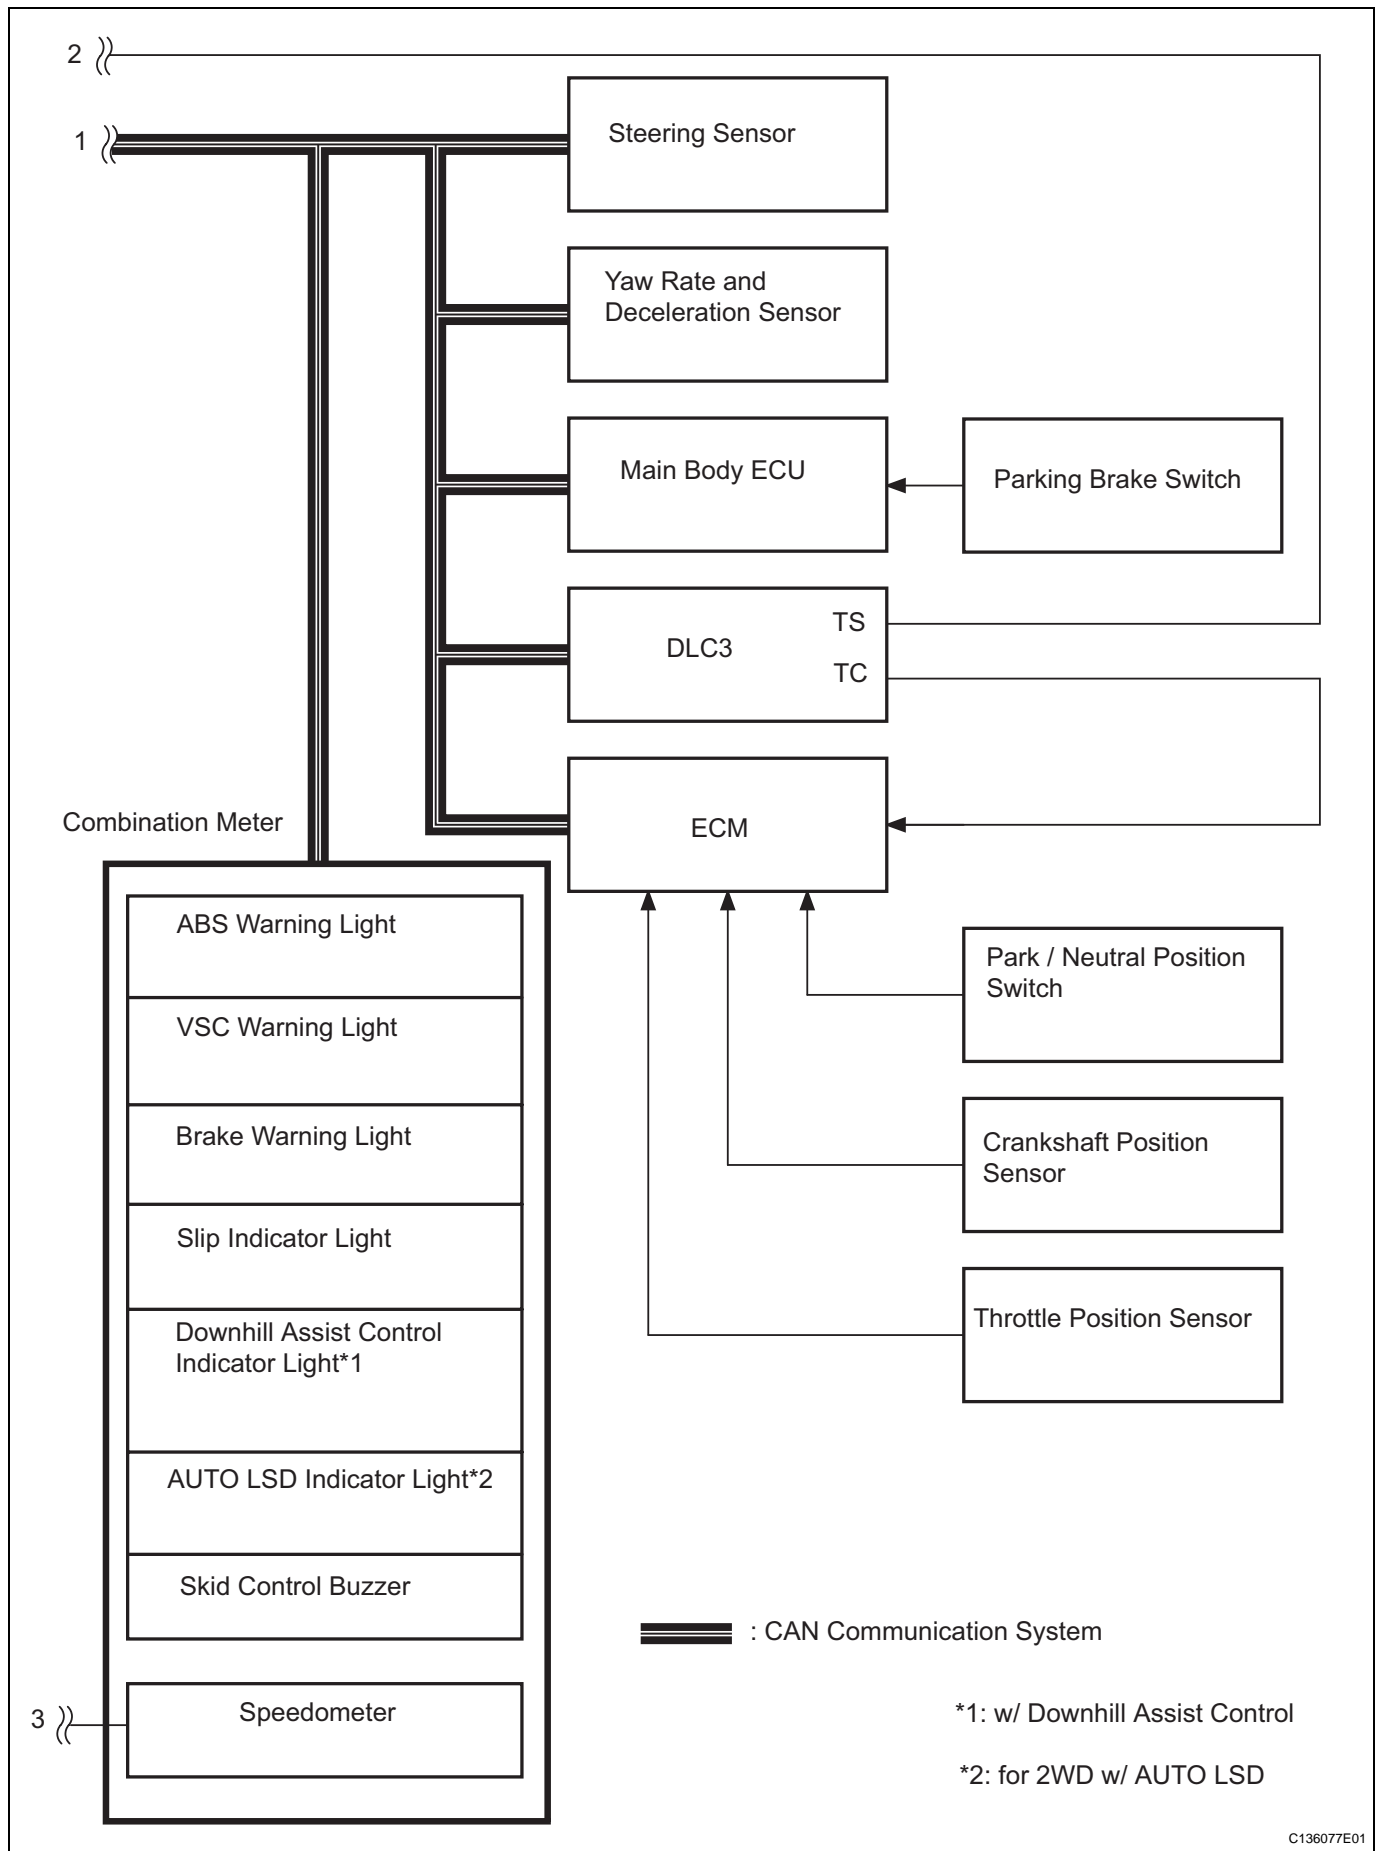 2
1
Steering Sensor
Yaw Rate and
Deceleration Sensor
Main Body ECU
Parking Brake Switch
DLC3
TS
TC
ECM
Combination Meter
ABS Warning Light
VSC Warning Light
Brake Warning Light
Slip Indicator Light
Downhill Assist Control
Indicator Light*1
AUTO LSD Indicator Light*2
Skid Control Buzzer
3
Speedometer
Park / Neutral Position
Switch
Crankshaft Position
Sensor
Throttle Position Sensor
: CAN Communication System
*1: w/ Downhill Assist Control
*2: for 2WD w/ AUTO LSD
C136077E01